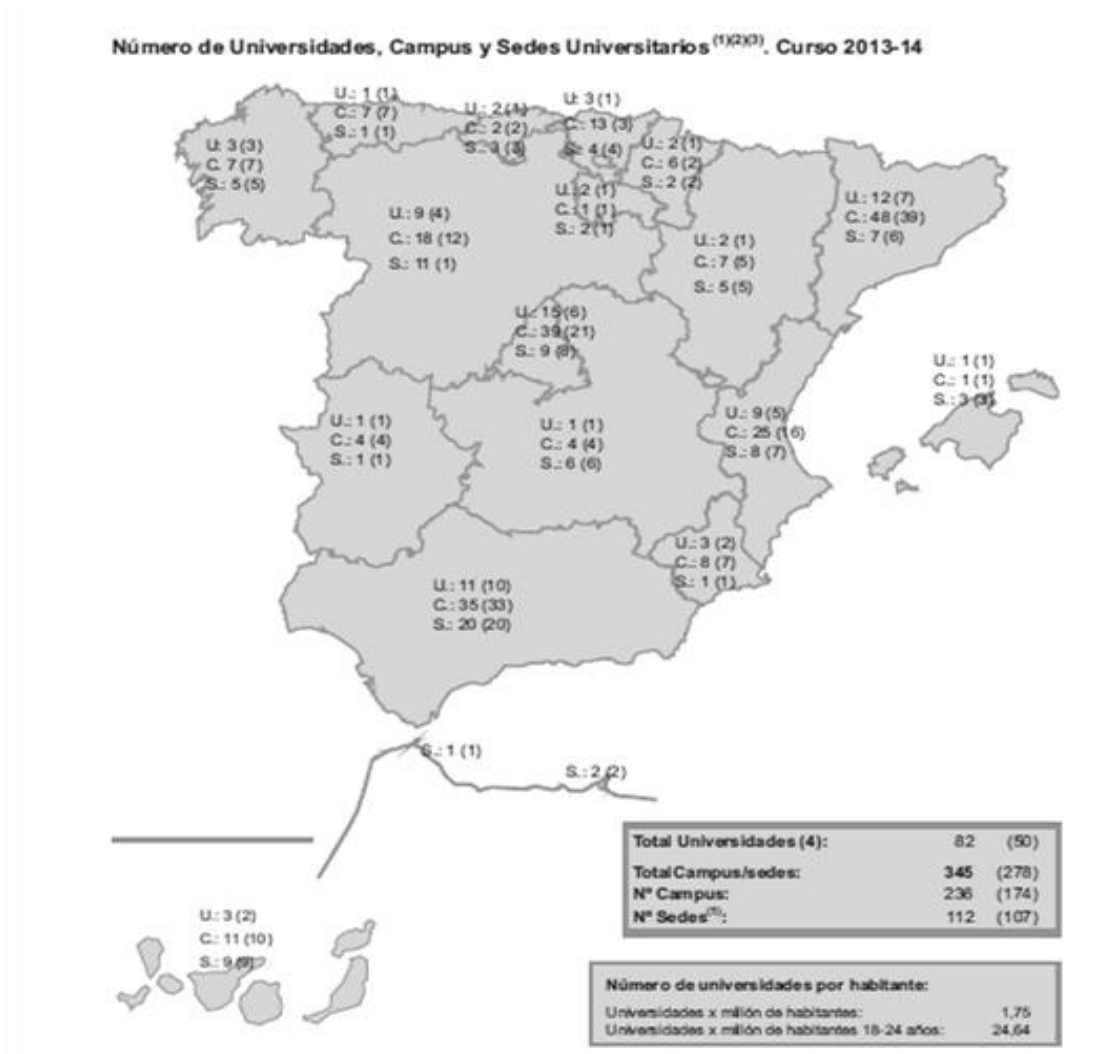 Número de Universidades, Campus y Sedes Universitarios (1)(2)(3). Curso 2013-14
U.: 1 (1)
C.: 7 (7)
S.: 1 (1)
U.: 2 (1)
C.: 2 (2)
S.: 3 (3)
U: 3 (1)
C.: 13 (3)
S.: 4 (4)
U.: 2 (1)
C.: 6 (2)
S.: 2 (2)
U: 3 (3)
C. 7 (7)
S.: 5 (5)
U.: 2 (1)
C.: 1 (1)
S.: 2 (1)
U.: 12 (7)
C.: 48 (39)
S.: 7 (6)
U.: 9 (4)
C.: 18 (12)
S.: 11 (1)
U.: 2 (1)
C.: 7 (5)
S.: 5 (5)
U.: 15 (6)
C.: 39 (21)
S.: 9 (8)
U.: 1 (1)
C.: 1 (1)
S.: 3 (3)
U.: 1 (1)
C.: 4 (4)
S.: 1 (1)
U.: 1 (1)
C.: 4 (4)
S.: 6 (6)
U.: 9 (5)
C.: 25 (16)
S.: 8 (7)
U.: 3 (2)
C.: 8 (7)
S.: 1 (1)
U.: 11 (10)
C.: 35 (33)
S.: 20 (20)
S.: 1 (1)
S.: 2 (2)
Total Universidades (4): 82 (50)
Total Campus/sedes: 345 (278)
Nº Campus: 236 (174)
Nº Sedes: 112 (107)
U.: 3 (2)
C.: 11 (10)
S.: 9 (9)
Número de universidades por habitante:
Universidades x millón de habitantes: 1,75
Universidades x millón de habitantes 18-24 años: 24,64